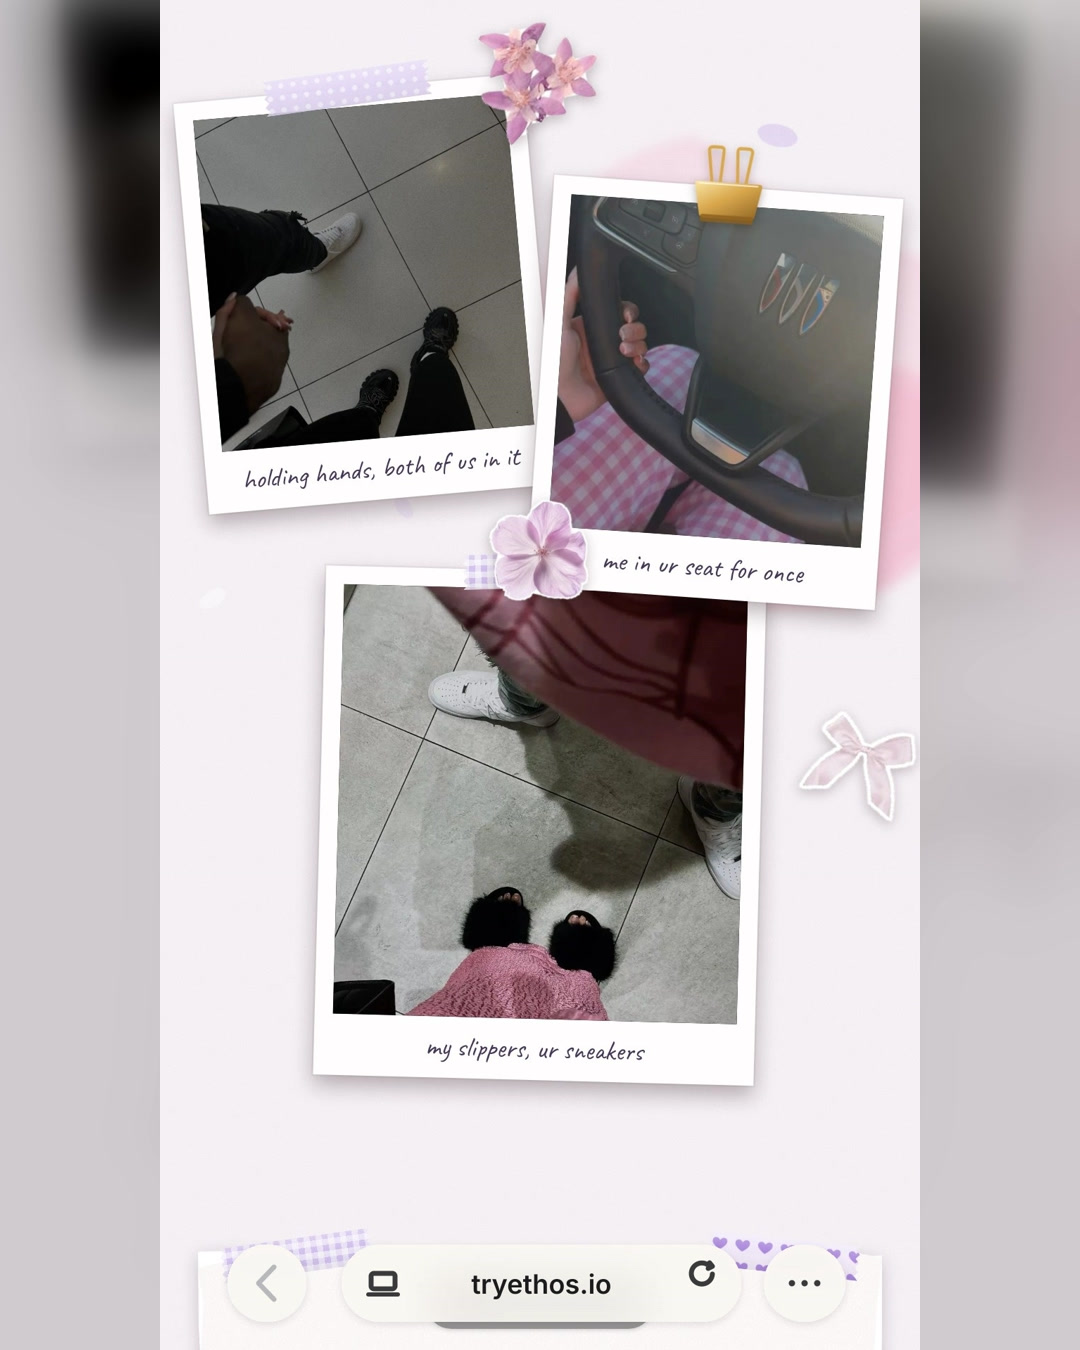 holding hands, both of us in it
me in ur seat for once
my slippers, ur sneakers
tryethos.io